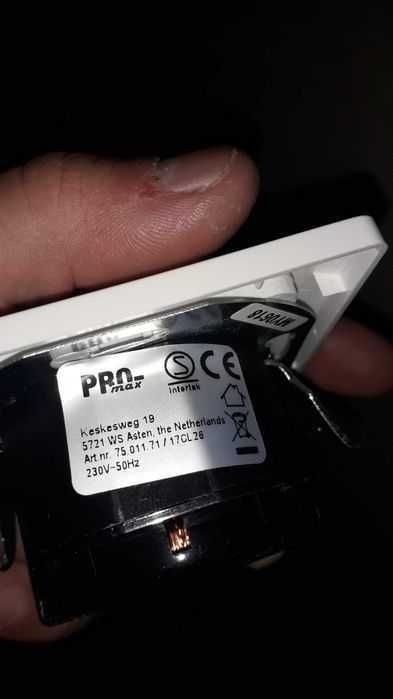 MY0618
PRO-
max
S
Intertek
CE
Keskesweg 19
5721 WS Asten, the Netherlands
Art.nr. 75.011.71 / 17CL26
230V~50Hz